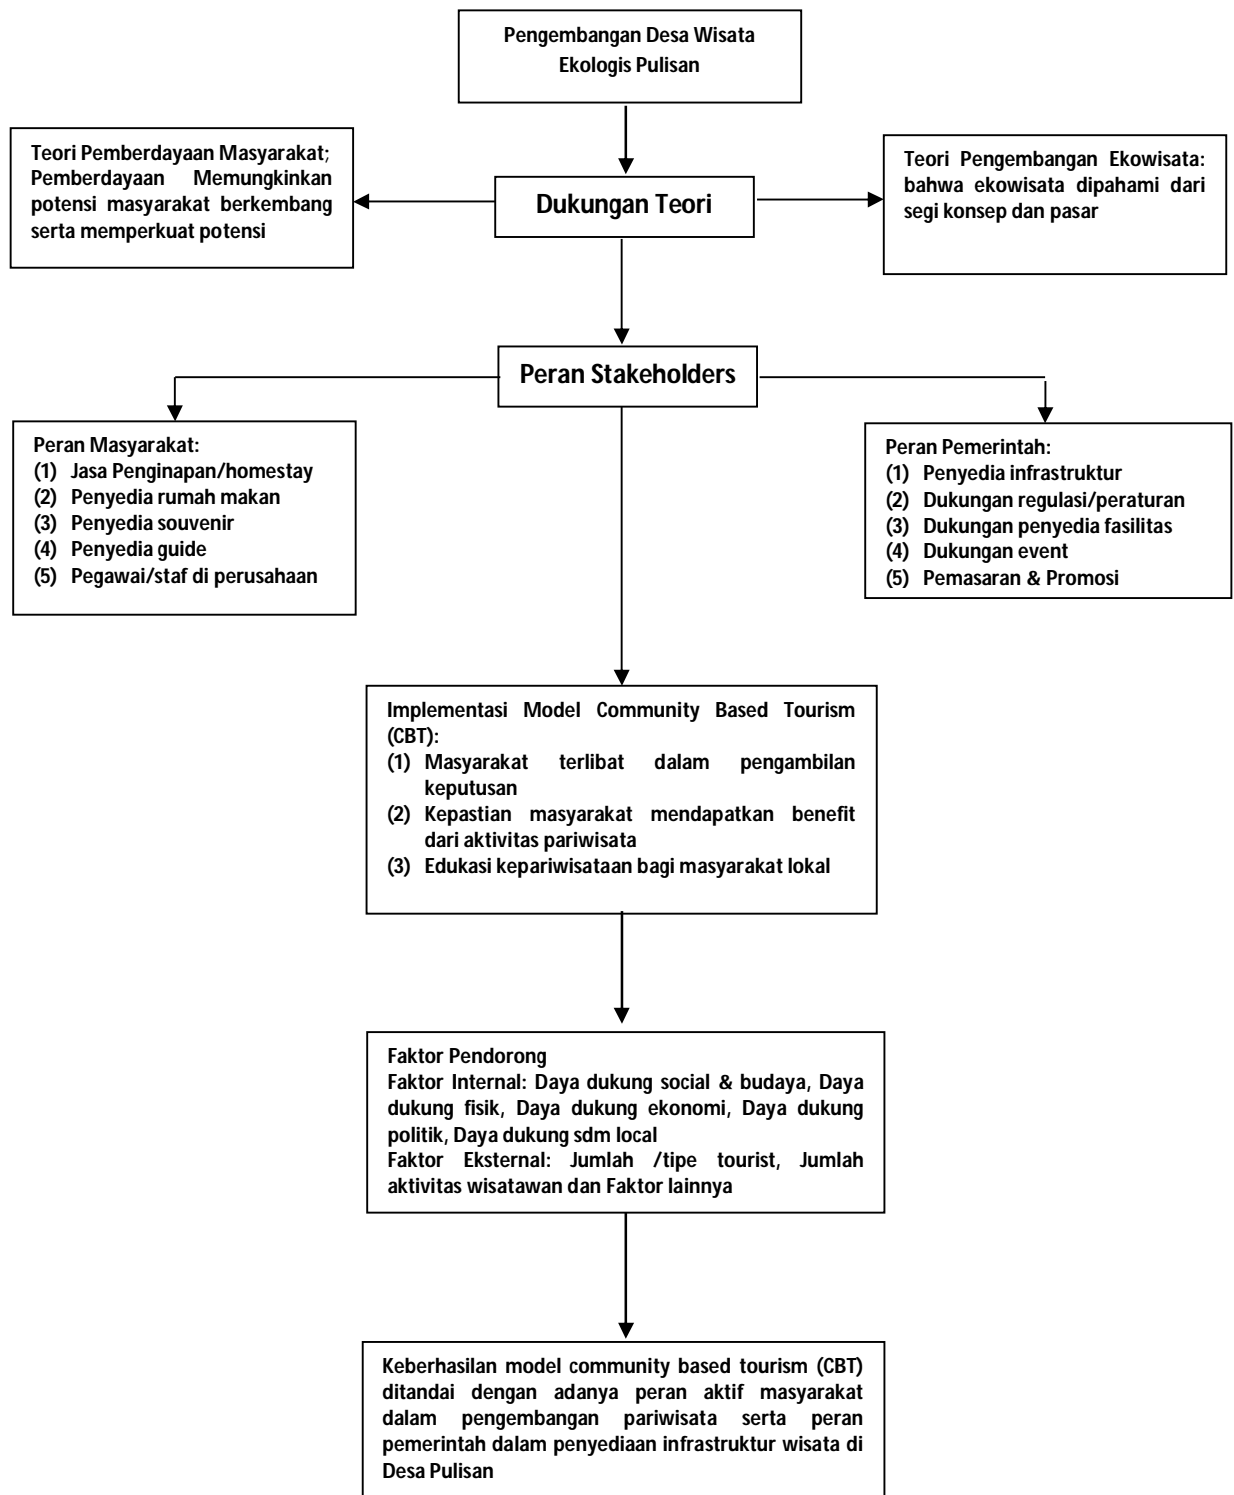 Pengembangan Desa Wisata
Ekologis Pulisan
Teori Pemberdayaan Masyarakat;
Pemberdayaan Memungkinkan
potensi masyarakat berkembang
serta memperkuat potensi
Dukungan Teori
Teori Pengembangan Ekowisata:
bahwa ekowisata dipahami dari
segi konsep dan pasar
Peran Stakeholders
Peran Masyarakat:
(1) Jasa Penginapan/homestay
(2) Penyedia rumah makan
(3) Penyedia souvenir
(4) Penyedia guide
(5) Pegawai/staf di perusahaan
Peran Pemerintah:
(1) Penyedia infrastruktur
(2) Dukungan regulasi/peraturan
(3) Dukungan penyedia fasilitas
(4) Dukungan event
(5) Pemasaran & Promosi
Implementasi Model Community Based Tourism
(CBT):
(1) Masyarakat terlibat dalam pengambilan
keputusan
(2) Kepastian masyarakat mendapatkan benefit
dari aktivitas pariwisata
(3) Edukasi kepariwisataan bagi masyarakat lokal
Faktor Pendorong
Faktor Internal: Daya dukung social & budaya, Daya
dukung fisik, Daya dukung ekonomi, Daya dukung
politik, Daya dukung sdm local
Faktor Eksternal: Jumlah /tipe tourist, Jumlah
aktivitas wisatawan dan Faktor lainnya
Keberhasilan model community based tourism (CBT)
ditandai dengan adanya peran aktif masyarakat
dalam pengembangan pariwisata serta peran
pemerintah dalam penyediaan infrastruktur wisata di
Desa Pulisan